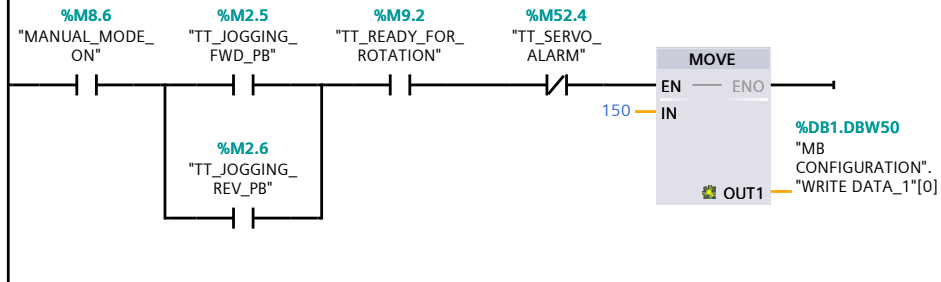 %M8.6
"MANUAL_MODE_
ON"
%M2.5
"TT_JOGGING_
FWD_PB"
%M9.2
"TT_READY_FOR_
ROTATION"
%M52.4
"TT_SERVO_
ALARM"
MOVE
EN
ENO
150
IN
%DB1.DBW50
"MB
CONFIGURATION".
"WRITE DATA_1"[0]
OUT1
%M2.6
"TT_JOGGING_
REV_PB"